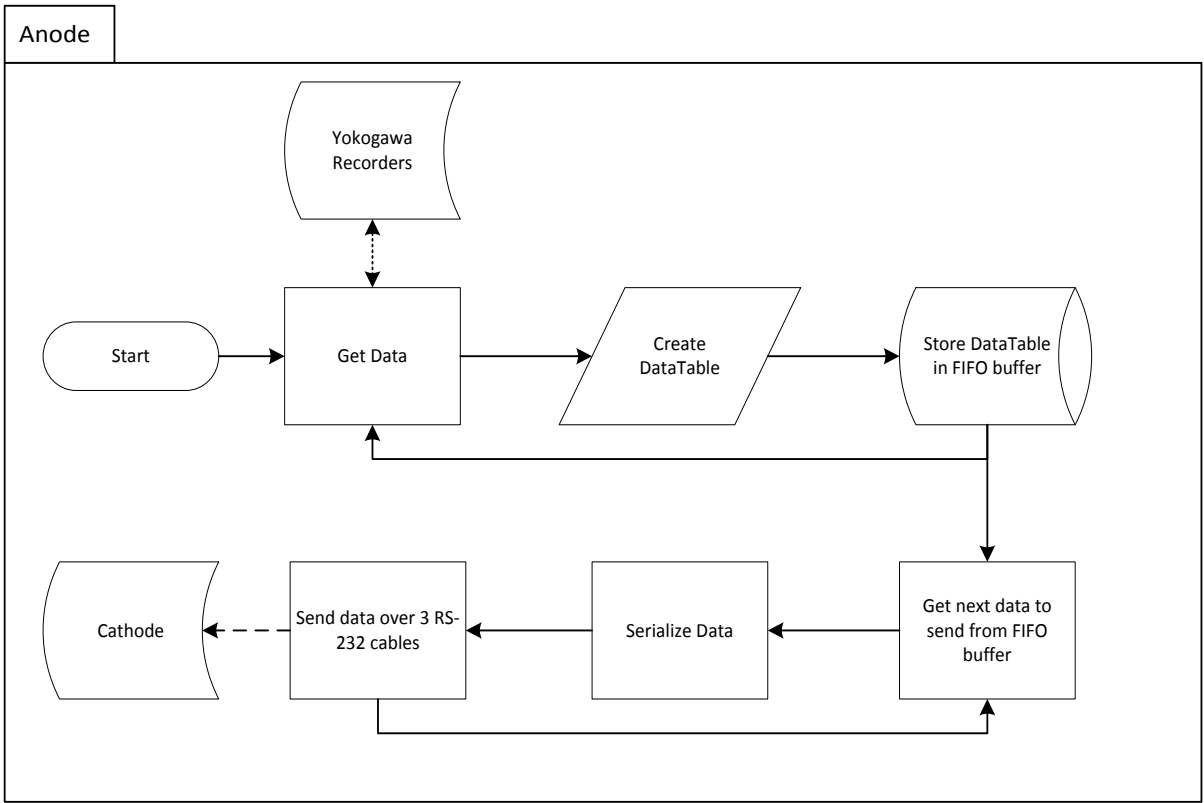 Anode
Yokogawa
Recorders
Start
Get Data
Create
DataTable
Store DataTable
in FIFO buffer
Cathode
Send data over 3 RS-
232 cables
Serialize Data
Get next data to
send from FIFO
buffer